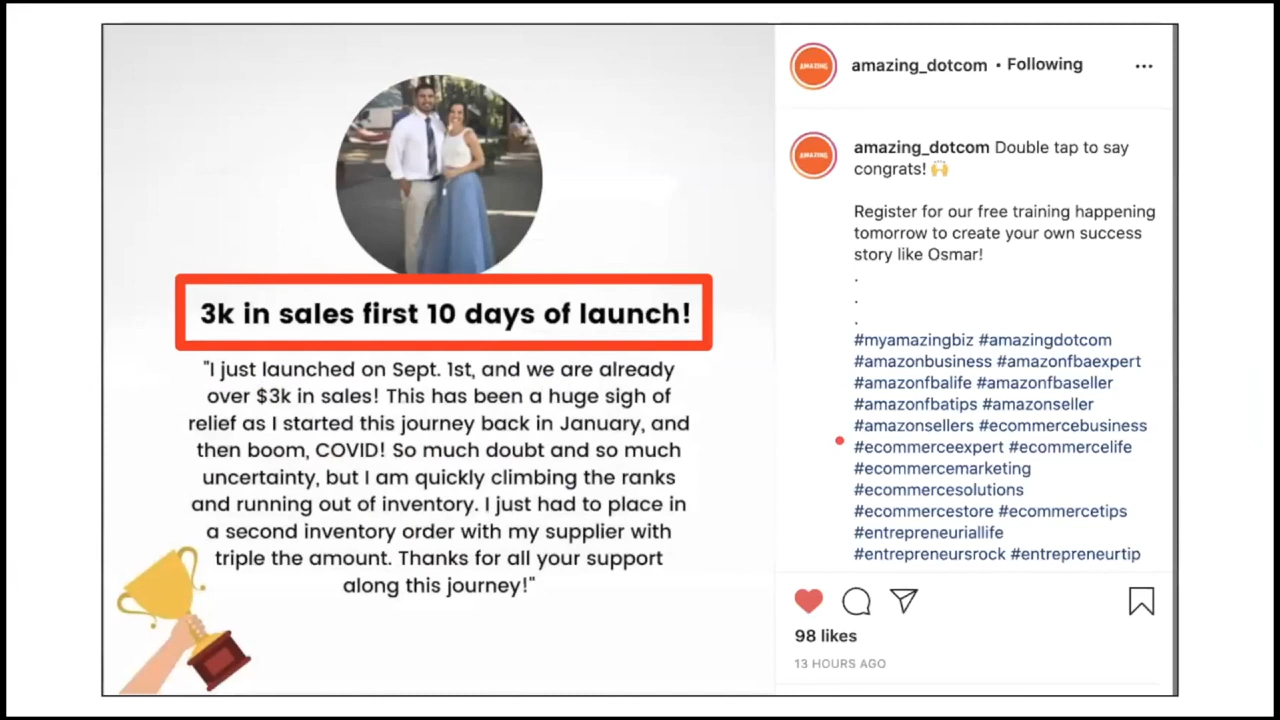 3k in sales first 10 days of launch!
"I just launched on Sept. 1st, and we are already
over $3k in sales! This has been a huge sigh of
relief as I started this journey back in January, and
then boom, COVID! So much doubt and so much
uncertainty, but I am quickly climbing the ranks
and running out of inventory. I just had to place in
a second inventory order with my supplier with
triple the amount. Thanks for all your support
along this journey!"
AMAZING
amazing_dotcom • Following
AMAZING
amazing_dotcom Double tap to say
congrats! 🙌
Register for our free training happening
tomorrow to create your own success
story like Osmar!
.
.
.
#myamazingbiz #amazingdotcom
#amazonbusiness #amazonfbaexpert
#amazonfbalife #amazonfbaseller
#amazonfbatips #amazonseller
#amazonsellers #ecommercebusiness
#ecommerceexpert #ecommercelife
#ecommercemarketing
#ecommercesolutions
#ecommercestore #ecommercetips
#entrepreneuriallife
#entrepreneursrock #entrepreneurtip
98 likes
13 HOURS AGO